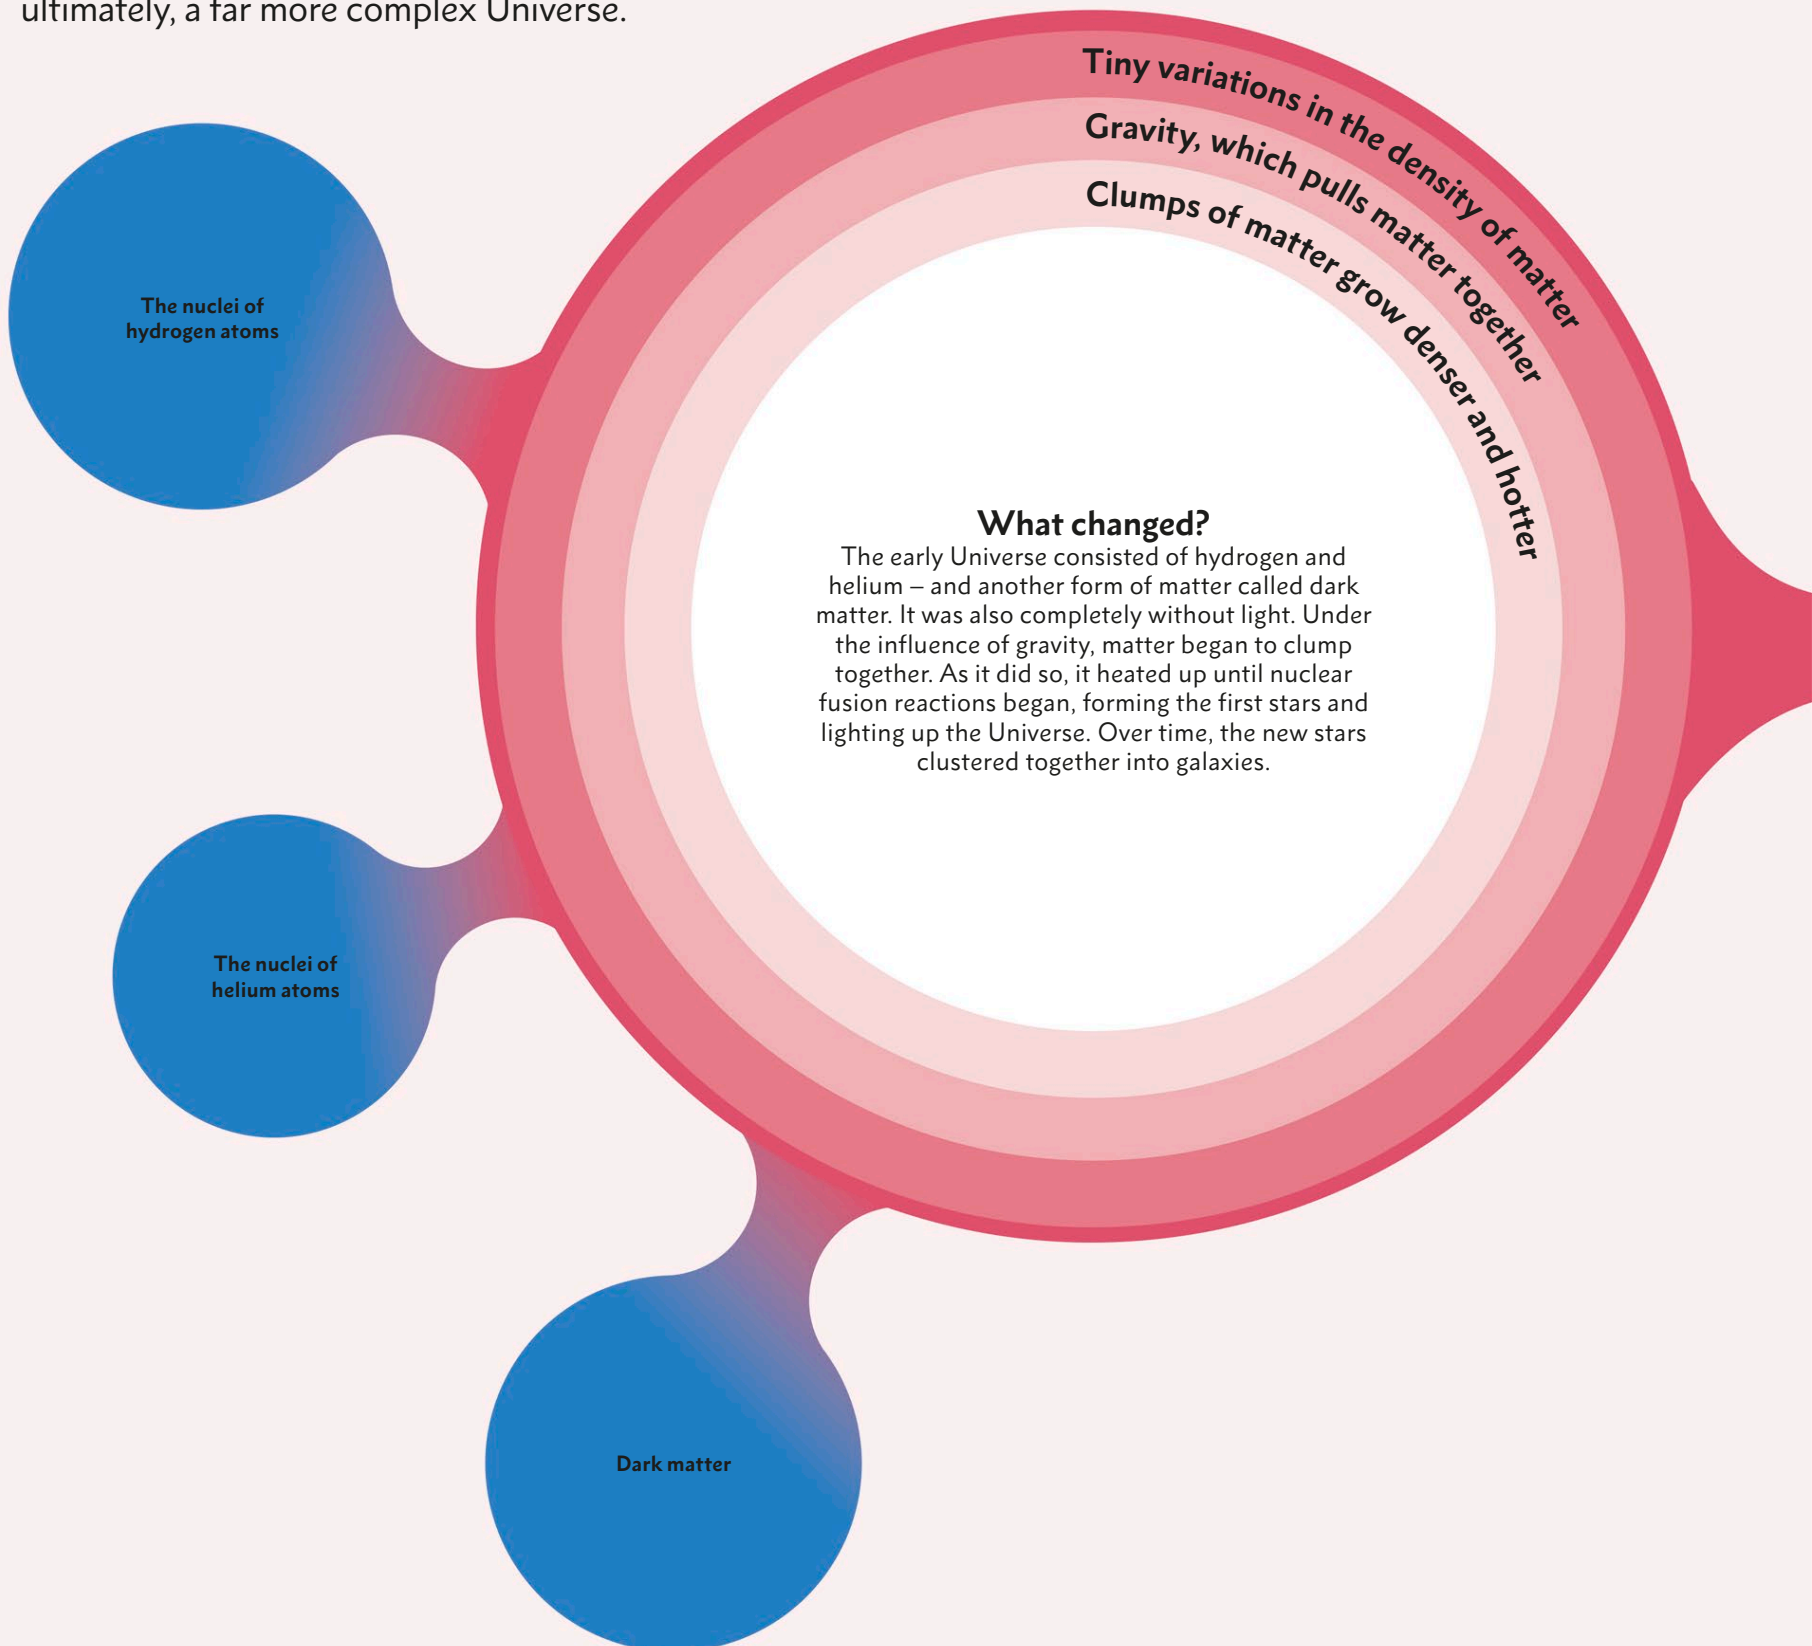 ultimately, a far more complex Universe.
Tiny variations in the density of matter
Gravity, which pulls matter together
Clumps of matter grow denser and hotter
The nuclei of
hydrogen atoms
What changed?
The early Universe consisted of hydrogen and
helium – and another form of matter called dark
matter. It was also completely without light. Under
the influence of gravity, matter began to clump
together. As it did so, it heated up until nuclear
fusion reactions began, forming the first stars and
lighting up the Universe. Over time, the new stars
clustered together into galaxies.
The nuclei of
helium atoms
Dark matter